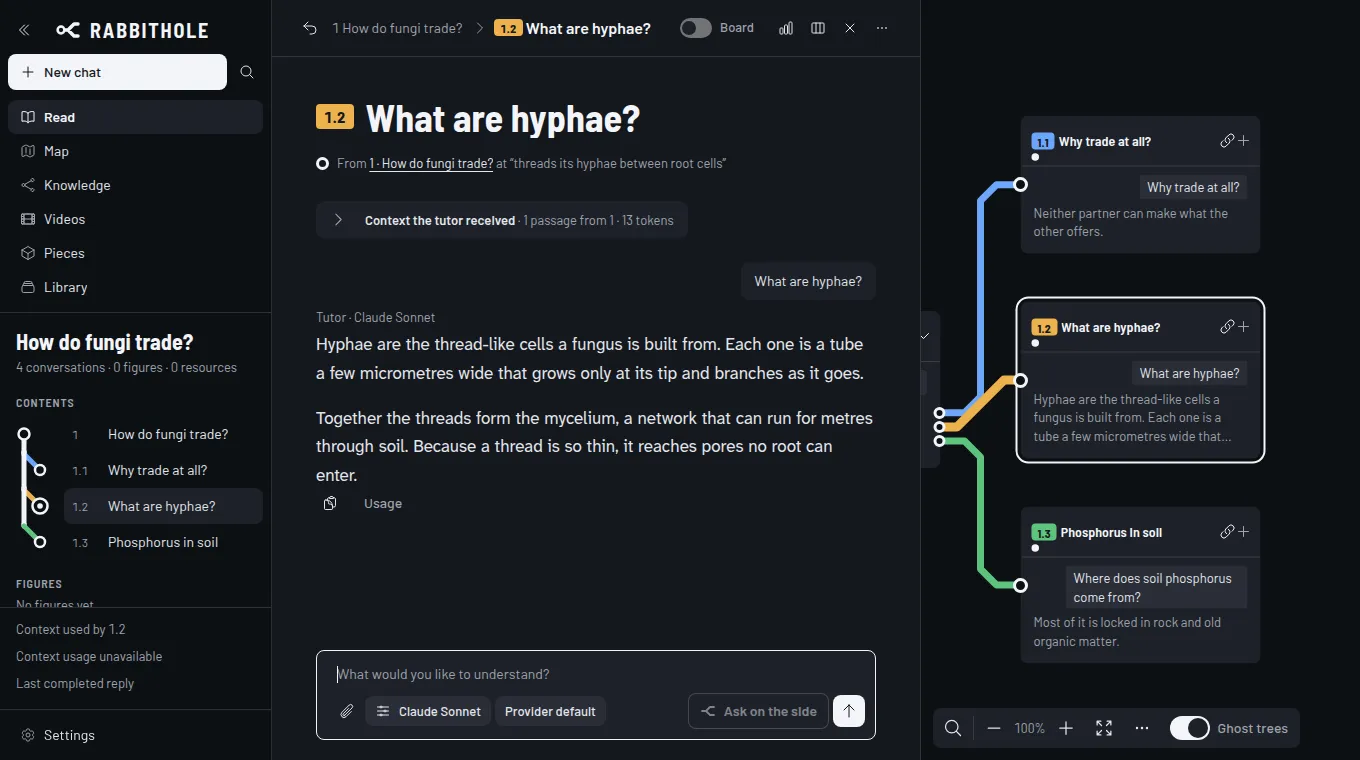 RABBITHOLE
New chat
Read
Map
Knowledge
Videos
Pieces
Library
How do fungi trade?
4 conversations · 0 figures · 0 resources
CONTENTS
1 How do fungi trade?
1.1 Why trade at all?
1.2 What are hyphae?
1.3 Phosphorus in soil
FIGURES
No figures yet
Context used by 1.2
Context usage unavailable
Last completed reply
Settings
1 How do fungi trade? 1.2 What are hyphae?
Board
1.2 What are hyphae?
From 1 · How do fungi trade? at “threads its hyphae between root cells”
Context the tutor received · 1 passage from 1 · 13 tokens
What are hyphae?
Tutor · Claude Sonnet
Hyphae are the thread-like cells a fungus is built from. Each one is a tube
a few micrometres wide that grows only at its tip and branches as it goes.
Together the threads form the mycelium, a network that can run for metres
through soil. Because a thread is so thin, it reaches pores no root can
enter.
Usage
What would you like to understand?
Claude Sonnet
Provider default
Ask on the side
1.1 Why trade at all?
Why trade at all?
Neither partner can make what the
other offers.
1.2 What are hyphae?
What are hyphae?
Hyphae are the thread-like cells a
fungus is built from. Each one is a
tube a few micrometres wide that...
1.3 Phosphorus in soil
Where does soil phosphorus
come from?
Most of it is locked in rock and old
organic matter.
100%
Ghost trees